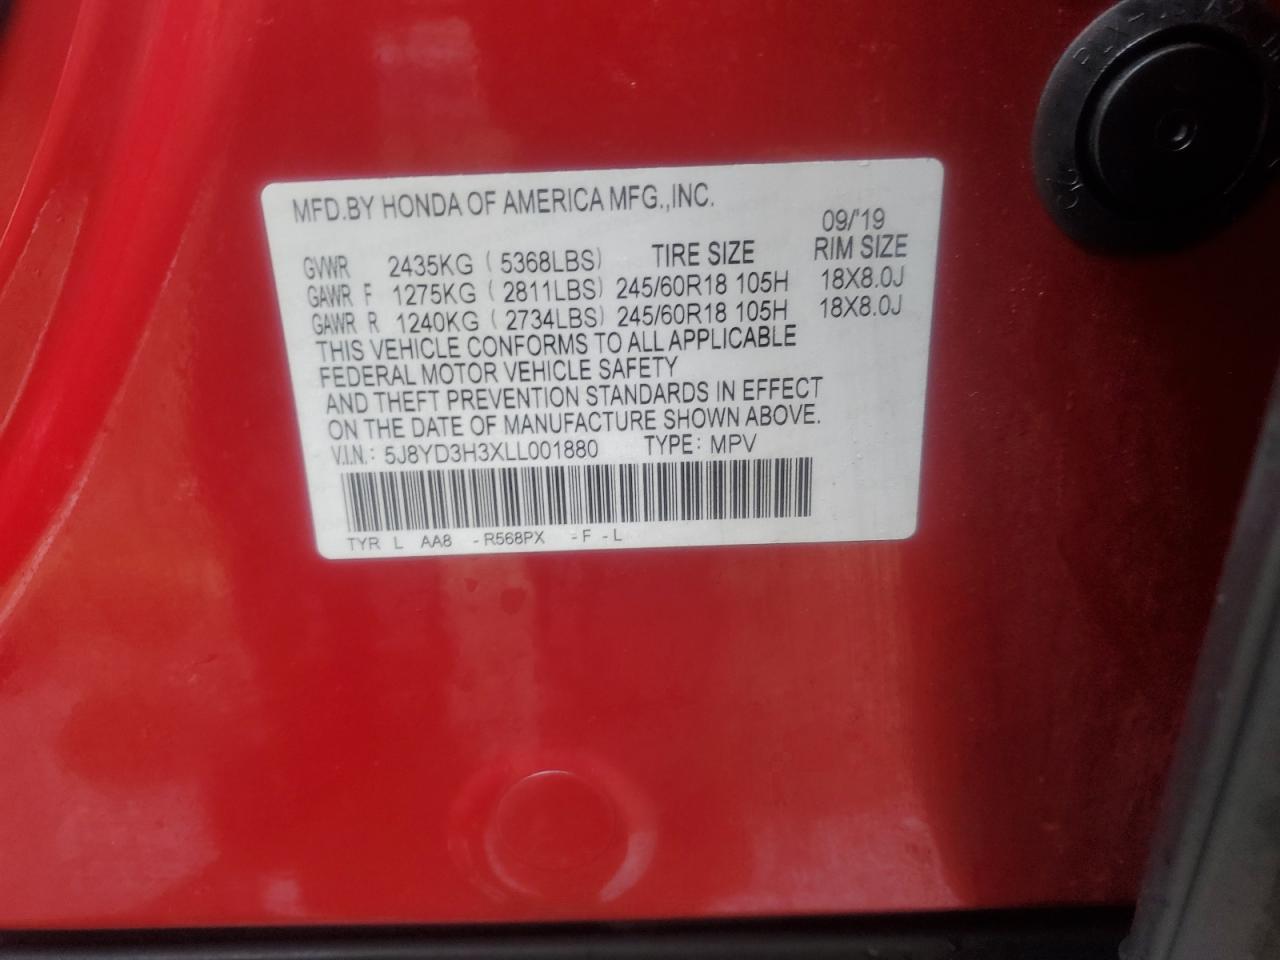 MFD.BY HONDA OF AMERICA MFG.,INC.
09/'19
GVWR 2435KG ( 5368LBS) TIRE SIZE RIM SIZE
GAWR F 1275KG ( 2811LBS) 245/60R18 105H 18X8.0J
GAWR R 1240KG ( 2734LBS) 245/60R18 105H 18X8.0J
THIS VEHICLE CONFORMS TO ALL APPLICABLE
FEDERAL MOTOR VEHICLE SAFETY
AND THEFT PREVENTION STANDARDS IN EFFECT
ON THE DATE OF MANUFACTURE SHOWN ABOVE.
V.I.N.: 5J8YD3H3XLL001880 TYPE: MPV
TYR L AA8 -R568PX -F -L